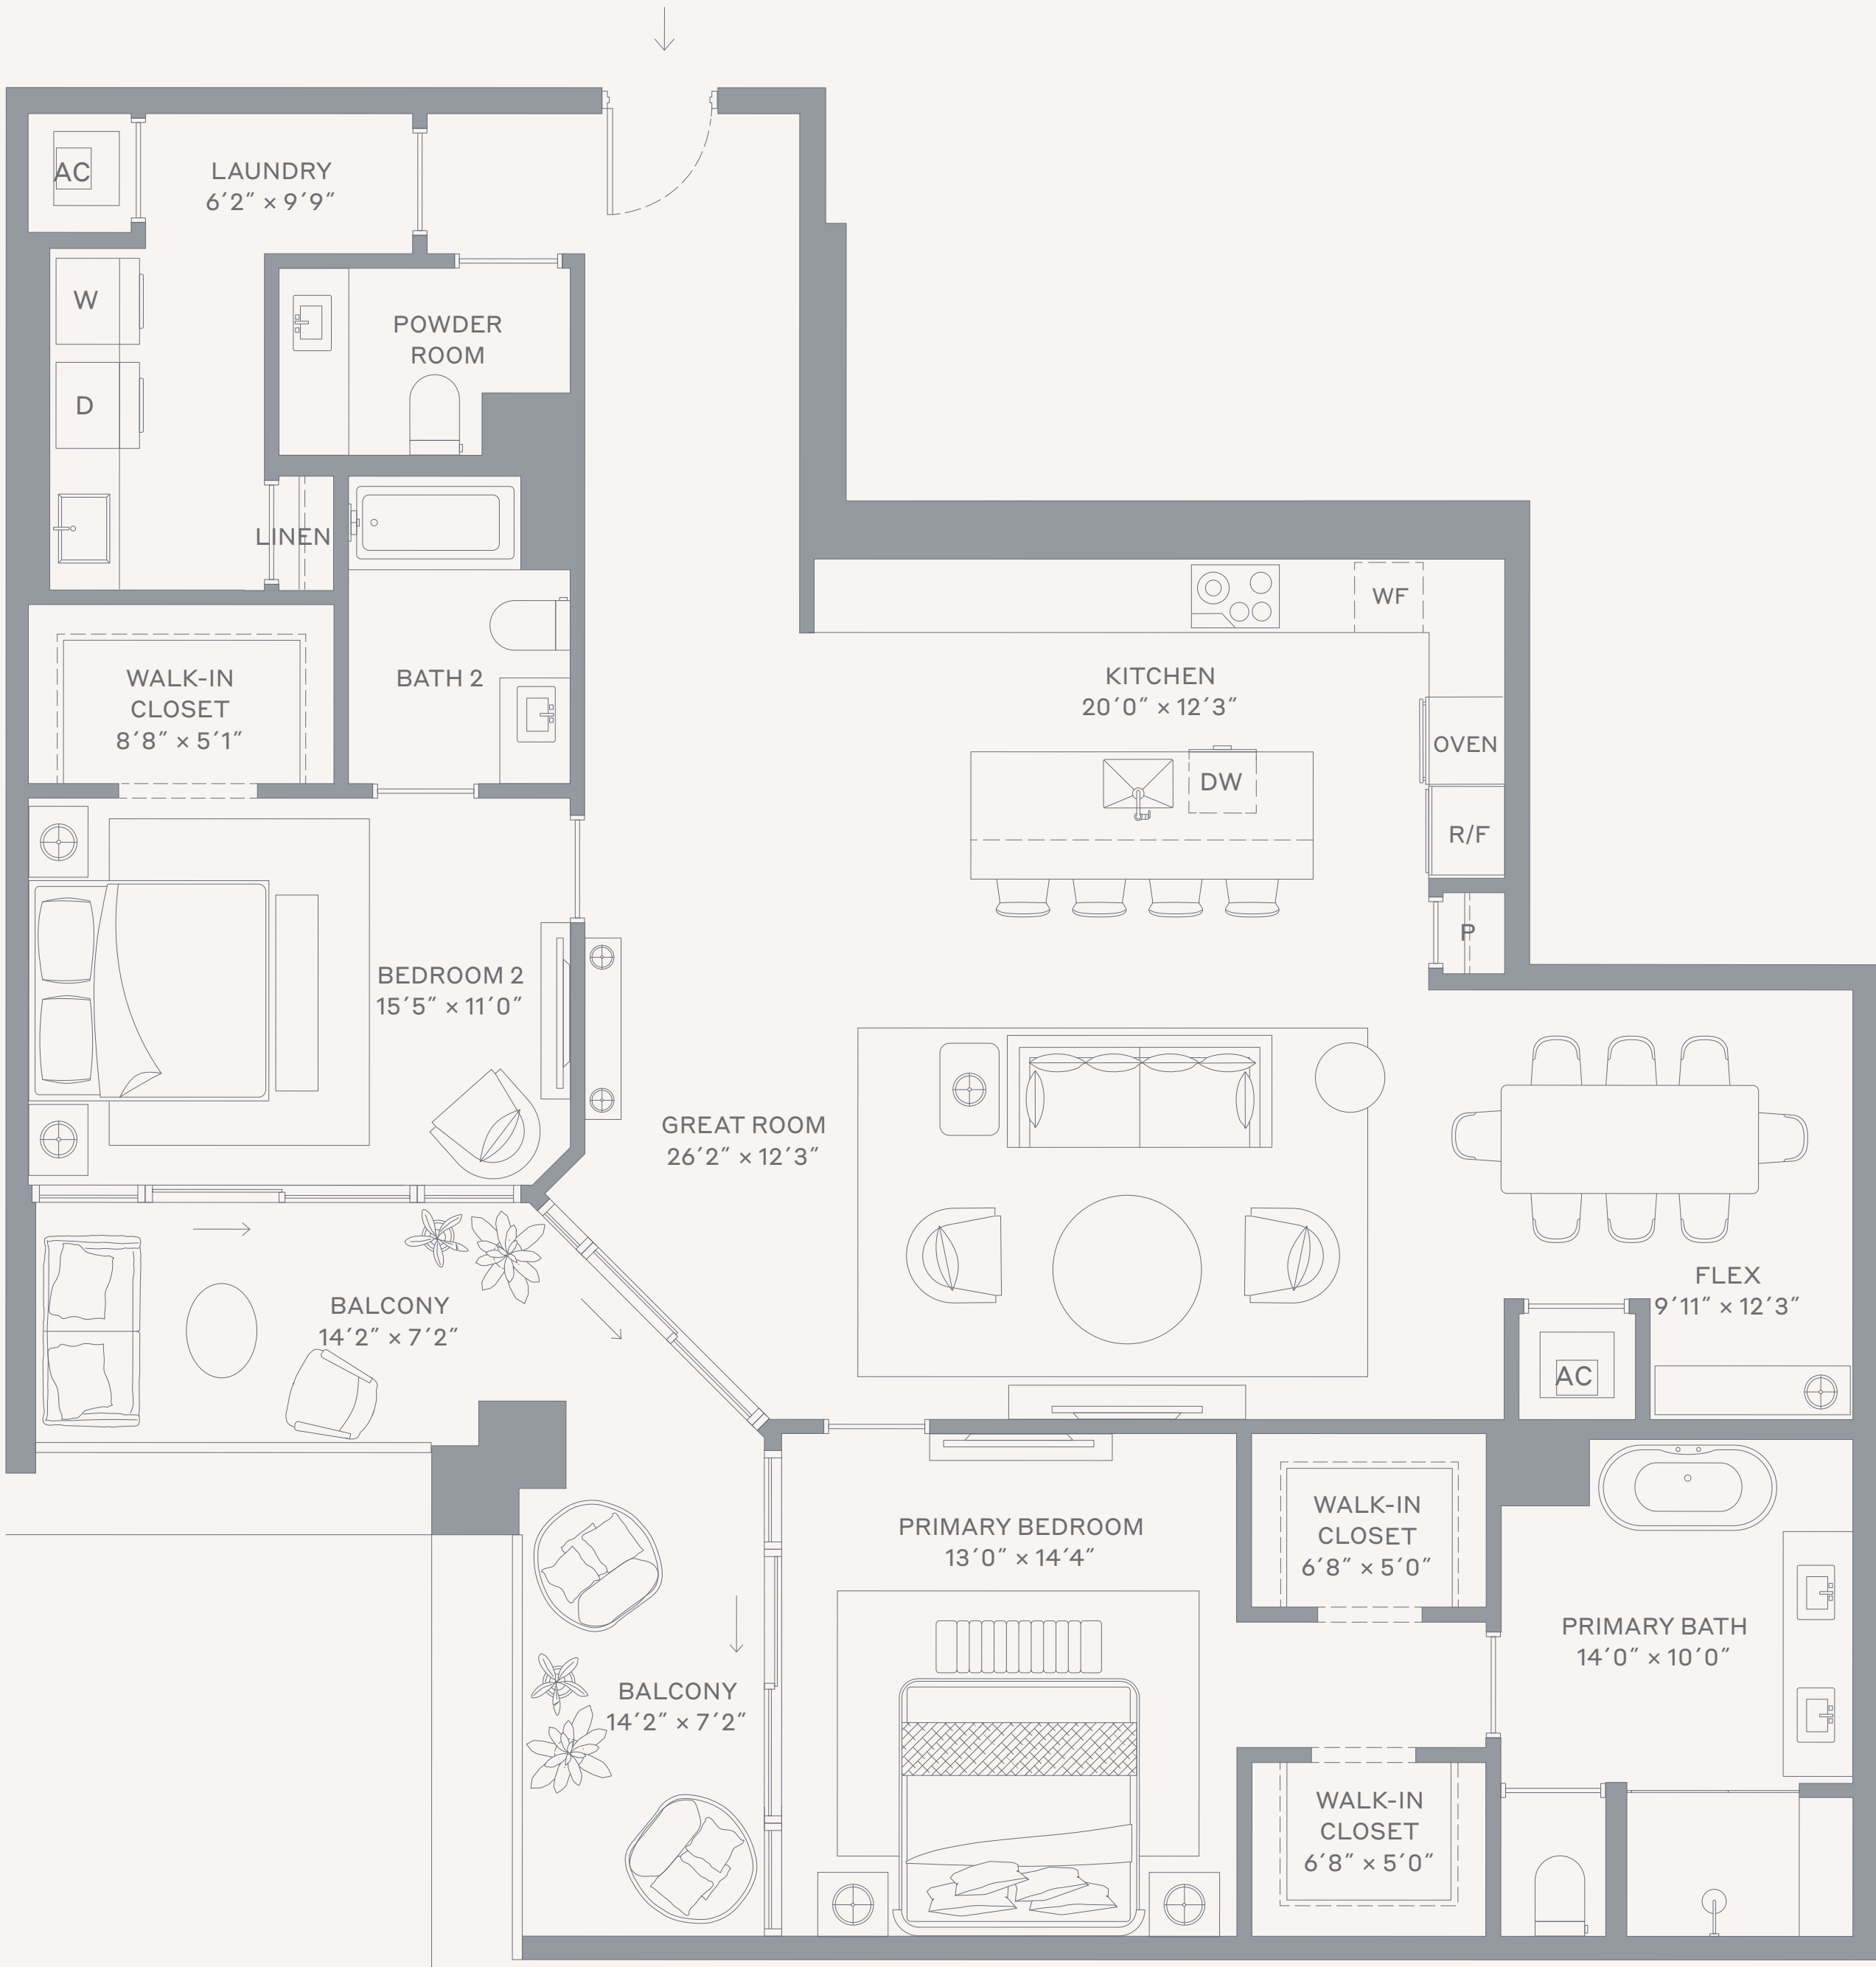 AC
LAUNDRY
6′2″ × 9′9″
W
D
POWDER
ROOM
LINEN
WALK-IN
CLOSET
8′8″ × 5′1″
BATH 2
WF
KITCHEN
20′0″ × 12′3″
OVEN
DW
R/F
P
BEDROOM 2
15′5″ × 11′0″
GREAT ROOM
26′2″ × 12′3″
FLEX
9′11″ × 12′3″
AC
BALCONY
14′2″ × 7′2″
PRIMARY BEDROOM
13′0″ × 14′4″
WALK-IN
CLOSET
6′8″ × 5′0″
PRIMARY BATH
14′0″ × 10′0″
BALCONY
14′2″ × 7′2″
WALK-IN
CLOSET
6′8″ × 5′0″